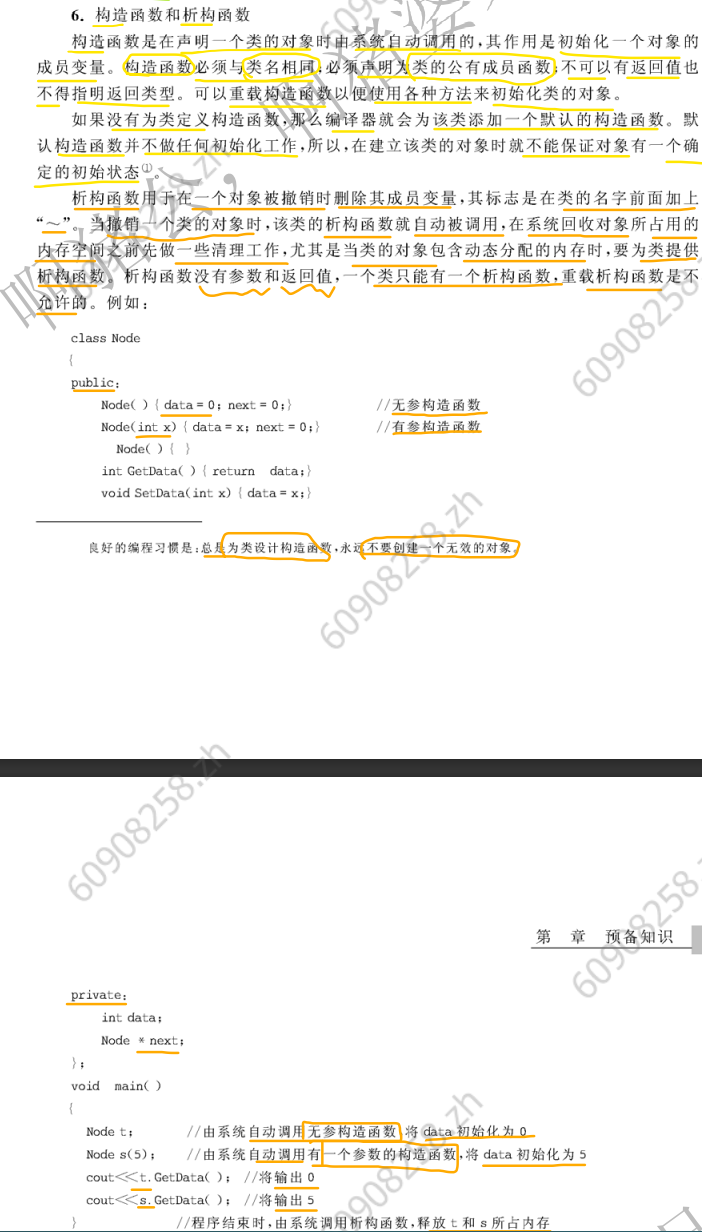 6. 构造函数和析构函数
构造函数是在声明一个类的对象时由系统自动调用的,其作用是初始化一个对象的
成员变量。构造函数必须与类名相同;必须声明为类的公有成员函数;不可以有返回值也
不得指明返回类型。可以重载构造函数以便使用各种方法来初始化类的对象。
如果没有为类定义构造函数,那么编译器就会为该类添加一个默认的构造函数。默
认构造函数并不做任何初始化工作,所以,在建立该类的对象时就不能保证对象有一个确
定的初始状态①。
析构函数用于在一个对象被撤销时删除其成员变量,其标志是在类的名字前面加上
“~”。当撤销一个类的对象时,该类的析构函数就自动被调用,在系统回收对象所占用的
内存空间之前先做一些清理工作,尤其是当类的对象包含动态分配的内存时,要为类提供
析构函数。析构函数没有参数和返回值,一个类只能有一个析构函数,重载析构函数是不
允许的。例如:
class Node
{
public:
Node( ){ data = 0; next = 0;} //无参构造函数
Node(int x){ data = x; next = 0;} //有参构造函数
Node( ){ }
int GetData( ){ return data;}
void SetData(int x){ data = x;}
良好的编程习惯是:总是为类设计构造函数,永远不要创建一个无效的对象。
60908258.zh
60908258.zh
第 章 预备知识
private:
int data;
Node * next;
};
void main( )
{
Node t; //由系统自动调用无参构造函数,将 data 初始化为 0
Node s(5); //由系统自动调用有一个参数的构造函数,将 data 初始化为 5
cout<<t.GetData( ); //将输出 0
cout<<s.GetData( ); //将输出 5
} //程序结束时,由系统调用析构函数,释放 t 和 s 所占内存